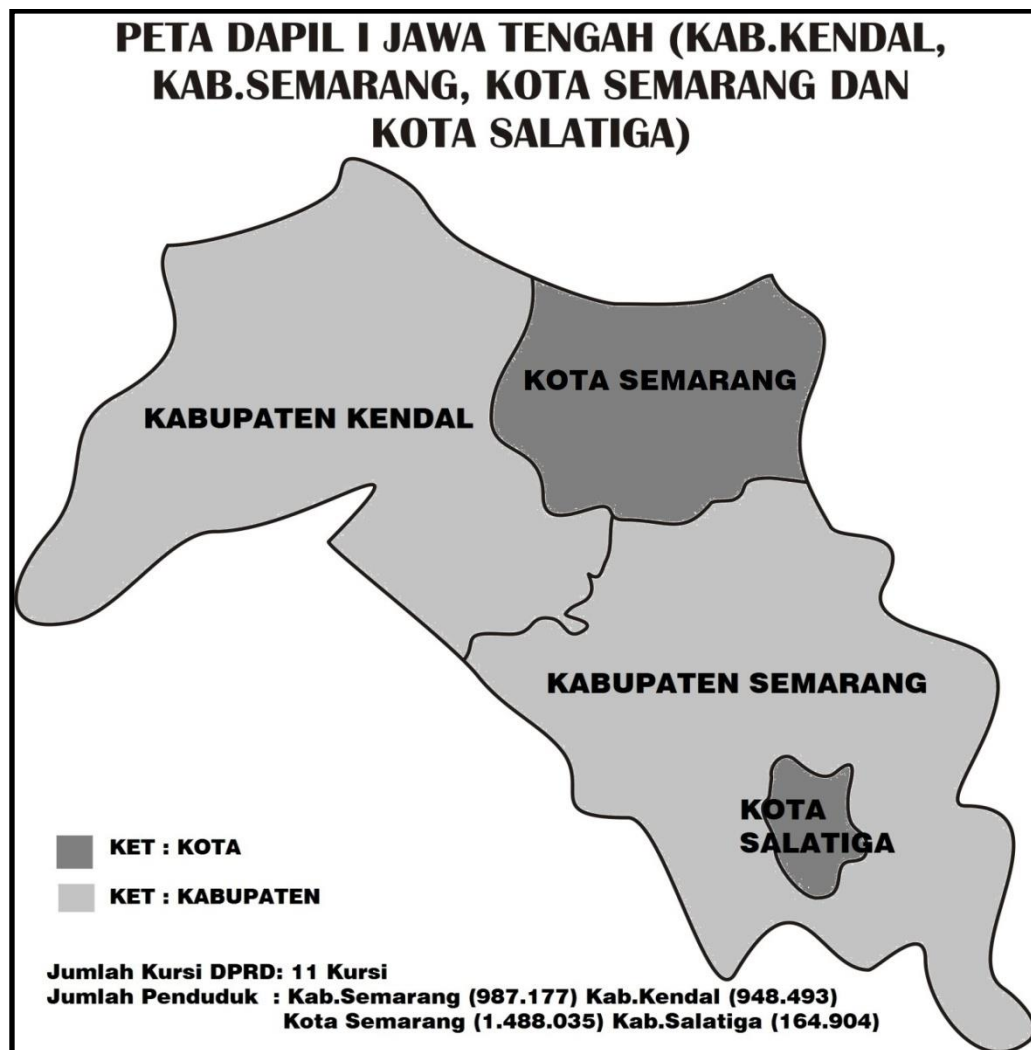 PETA DAPIL I JAWA TENGAH (KAB.KENDAL,
KAB.SEMARANG, KOTA SEMARANG DAN
KOTA SALATIGA)
KOTA SEMARANG
KABUPATEN KENDAL
KABUPATEN SEMARANG
KOTA
SALATIGA
KET : KOTA
KET : KABUPATEN
Jumlah Kursi DPRD: 11 Kursi
Jumlah Penduduk : Kab.Semarang (987.177) Kab.Kendal (948.493)
Kota Semarang (1.488.035) Kab.Salatiga (164.904)